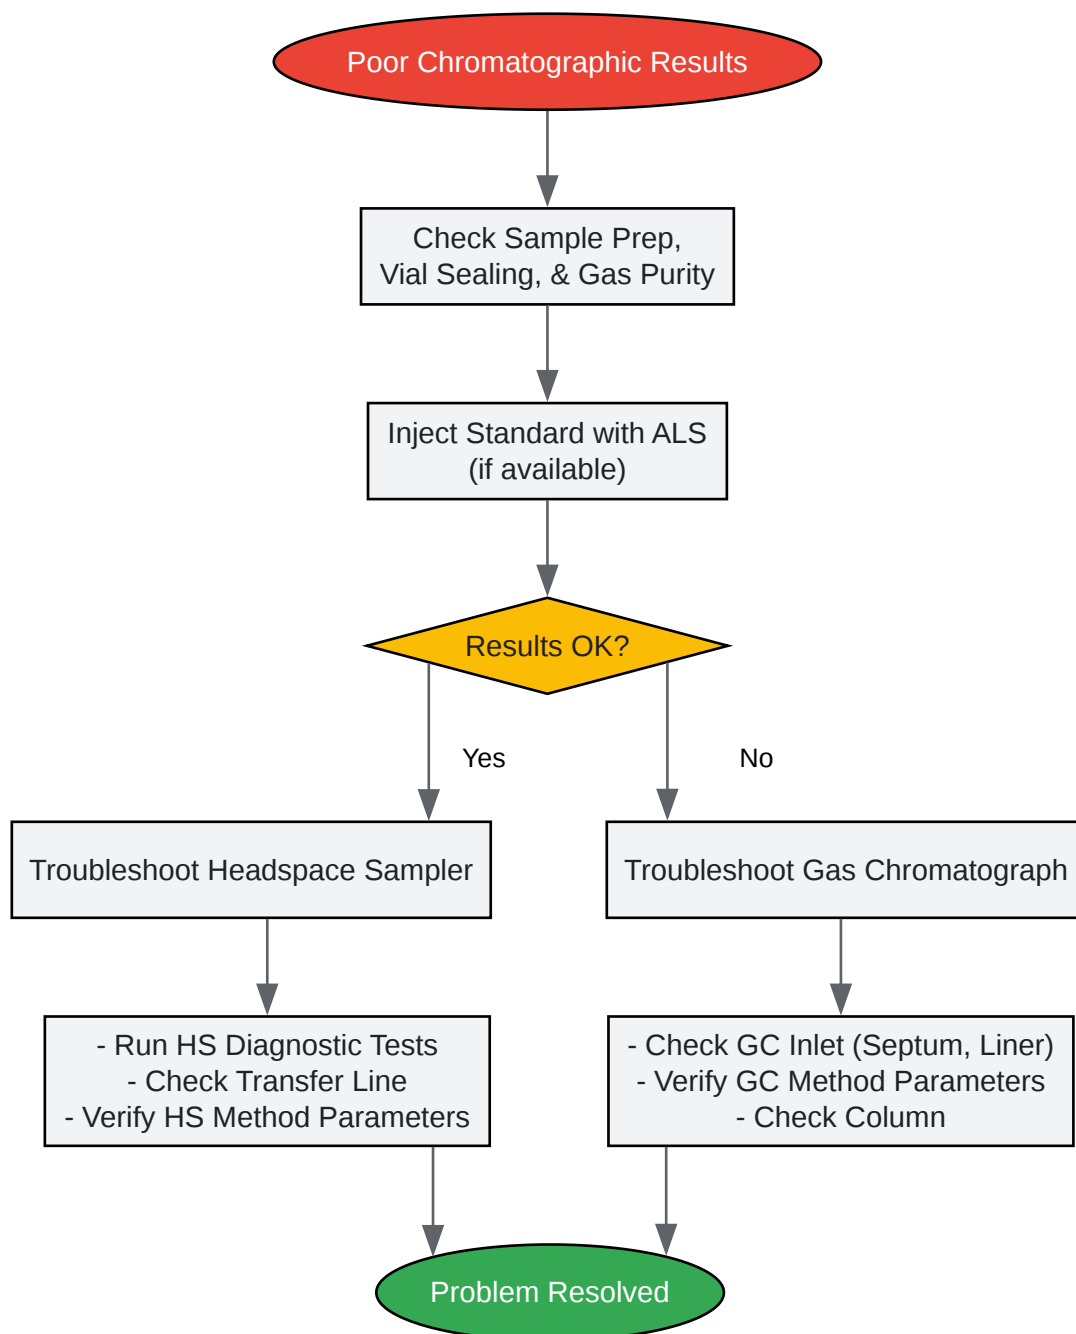 Poor Chromatographic Results
Check Sample Prep,
Vial Sealing, & Gas Purity
Inject Standard with ALS
(if available)
Results OK?
Yes
No
Troubleshoot Headspace Sampler
Troubleshoot Gas Chromatograph
- Run HS Diagnostic Tests
- Check Transfer Line
- Verify HS Method Parameters
- Check GC Inlet (Septum, Liner)
- Verify GC Method Parameters
- Check Column
Problem Resolved